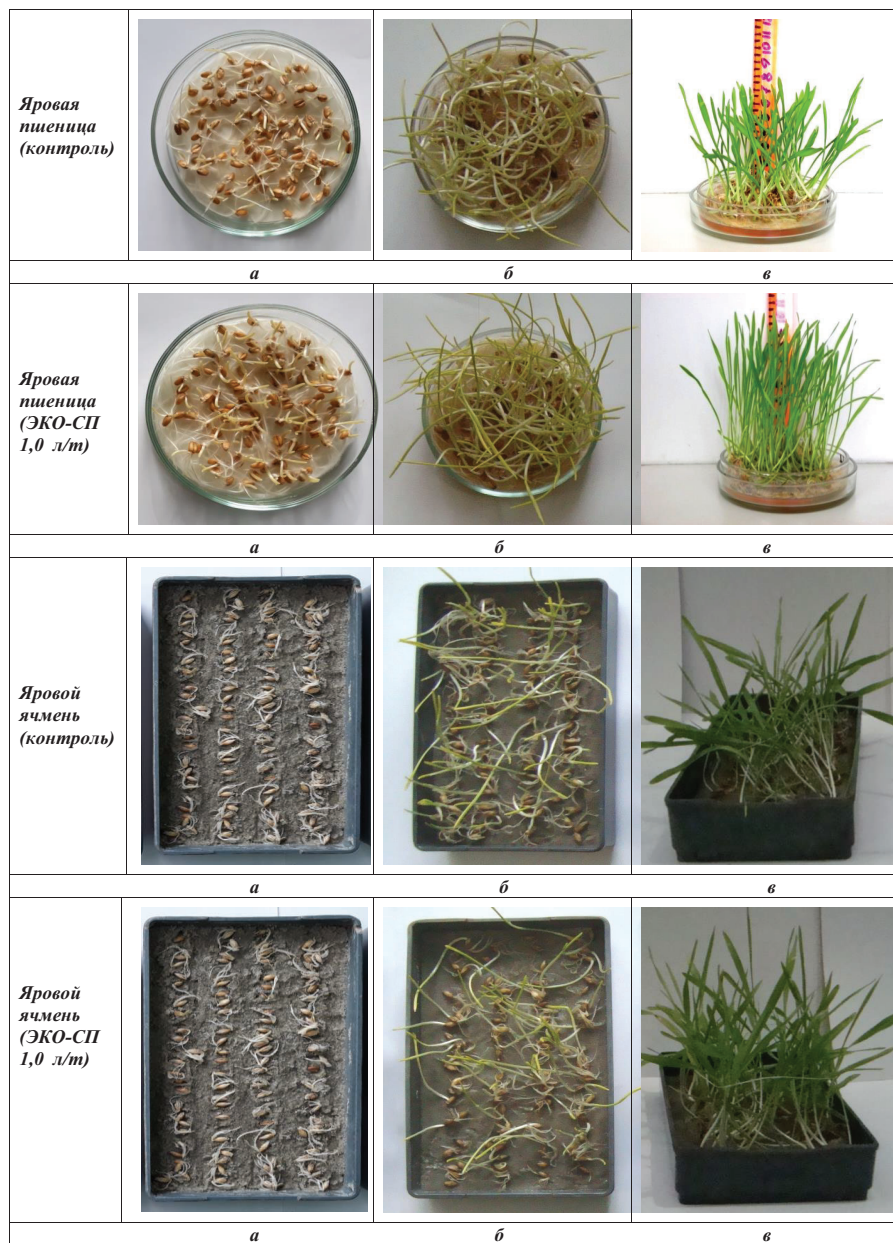 Яровая
пшеница
(контроль)
а б в
Яровая
пшеница
(ЭКО-СП
1,0 л/т)
а б в
Яровой
ячмень
(контроль)
а б в
Яровой
ячмень
(ЭКО-СП
1,0 л/т)
а б в